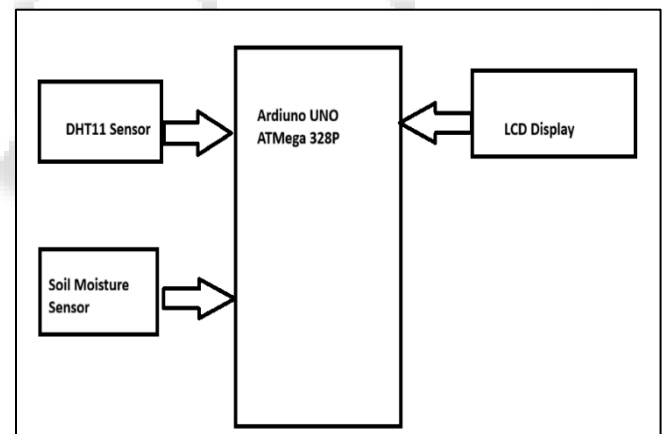 DHT11 Sensor
Ardiuno UNO
ATMega 328P
LCD Display
Soil Moisture
Sensor